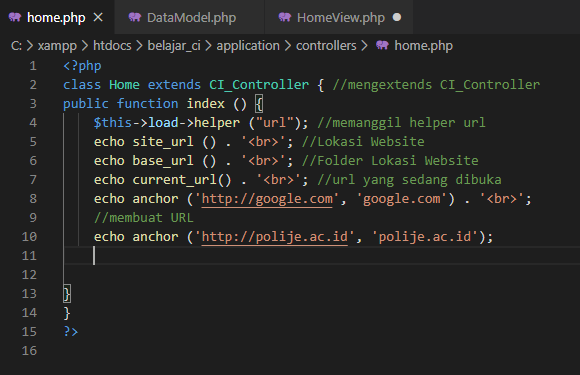 home.php × DataModel.php HomeView.php ●
C: > xampp > htdocs > belajar_ci > application > controllers > home.php
1 <?php
2 class Home extends CI_Controller { //mengextends CI_Controller
3 public function index () {
4 $this->load->helper ("url"); //memanggil helper url
5 echo site_url () . '<br>'; //Lokasi Website
6 echo base_url () . '<br>'; //Folder Lokasi Website
7 echo current_url() . '<br>'; //url yang sedang dibuka
8 echo anchor ('http://google.com', 'google.com') . '<br>';
9 //membuat URL
10 echo anchor ('http://polije.ac.id', 'polije.ac.id');
11
12
13 }
14 }
15 ?>
16